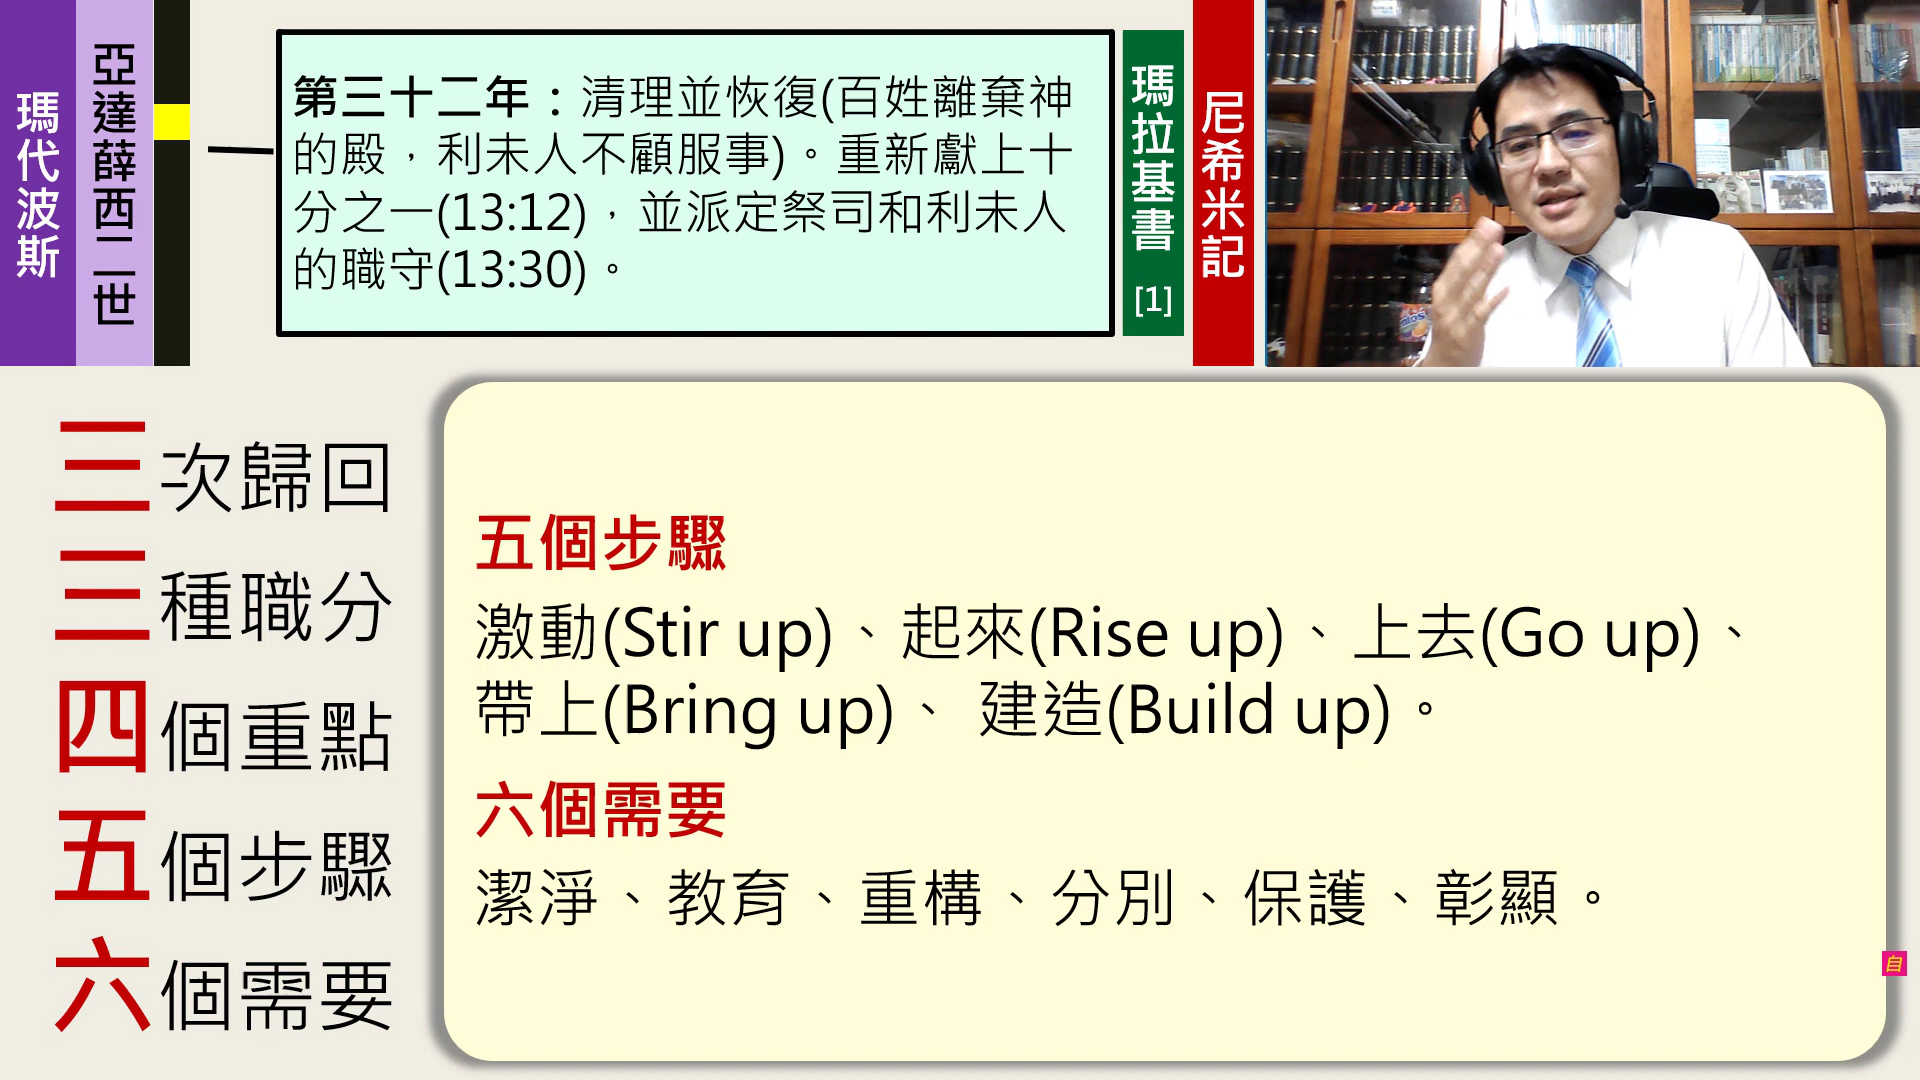 瑪代波斯
亞達薛西二世
第三十二年：清理並恢復(百姓離棄神
的殿，利未人不顧服事)。重新獻上十
分之一(13:12)，並派定祭司和利未人
的職守(13:30)。
瑪拉基書 [1]
尼希米記
三次歸回
三種職分
四個重點
五個步驟
六個需要
五個步驟
激動(Stir up)、起來(Rise up)、上去(Go up)、
帶上(Bring up)、 建造(Build up)。
六個需要
潔淨、教育、重構、分別、保護、彰顯。
自